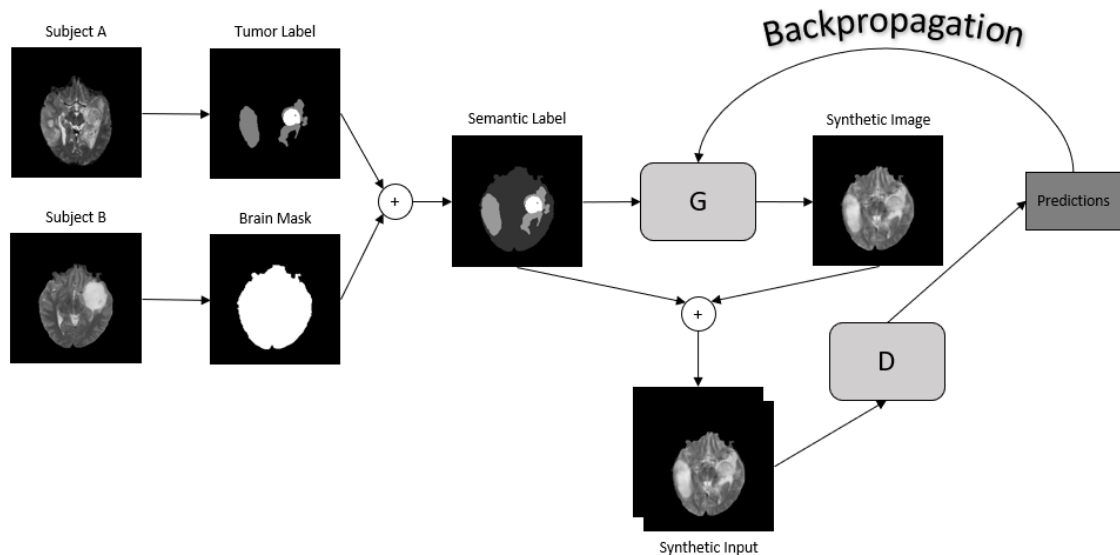 Backpropagation
Subject A
Tumor Label
Semantic Label
Synthetic Image
+
G
Predictions
Subject B
Brain Mask
+
D
Synthetic Input